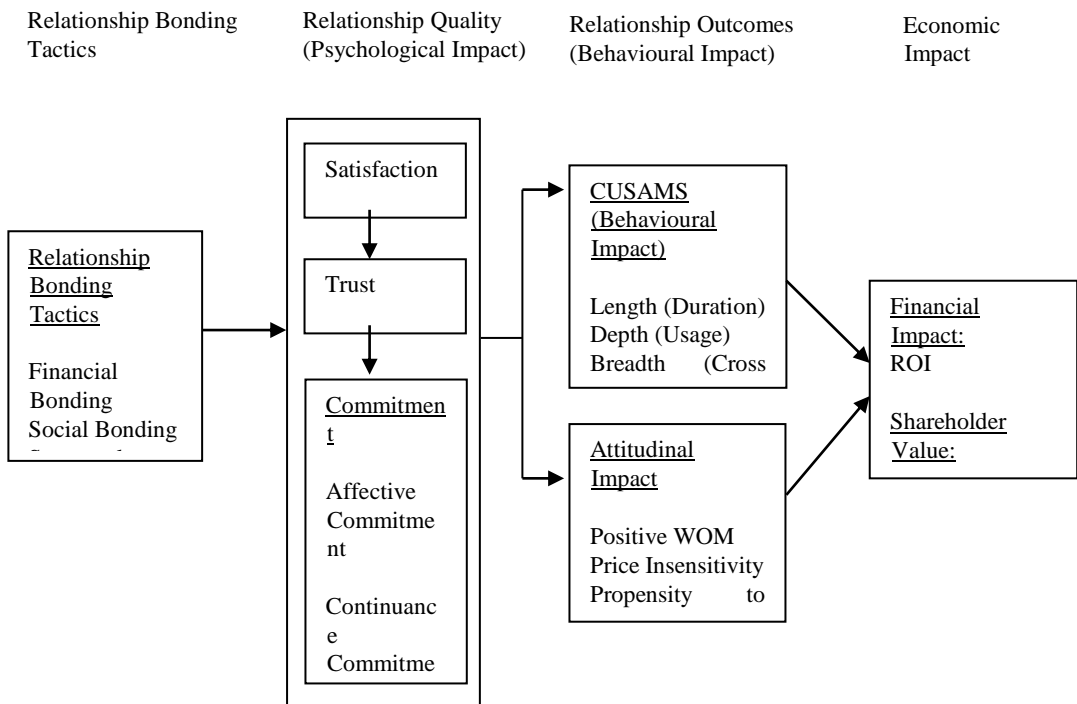 Relationship Bonding
Tactics
Relationship Quality
(Psychological Impact)
Relationship Outcomes
(Behavioural Impact)
Economic
Impact
Relationship
Bonding
Tactics
Financial
Bonding
Social Bonding
Satisfaction
Trust
Commitmen
t
Affective
Commitme
nt
Continuanc
e
Commitme
CUSAMS
(Behavioural
Impact)
Length (Duration)
Depth (Usage)
Breadth (Cross
Attitudinal
Impact
Positive WOM
Price Insensitivity
Propensity to
Financial
Impact:
ROI
Shareholder
Value: